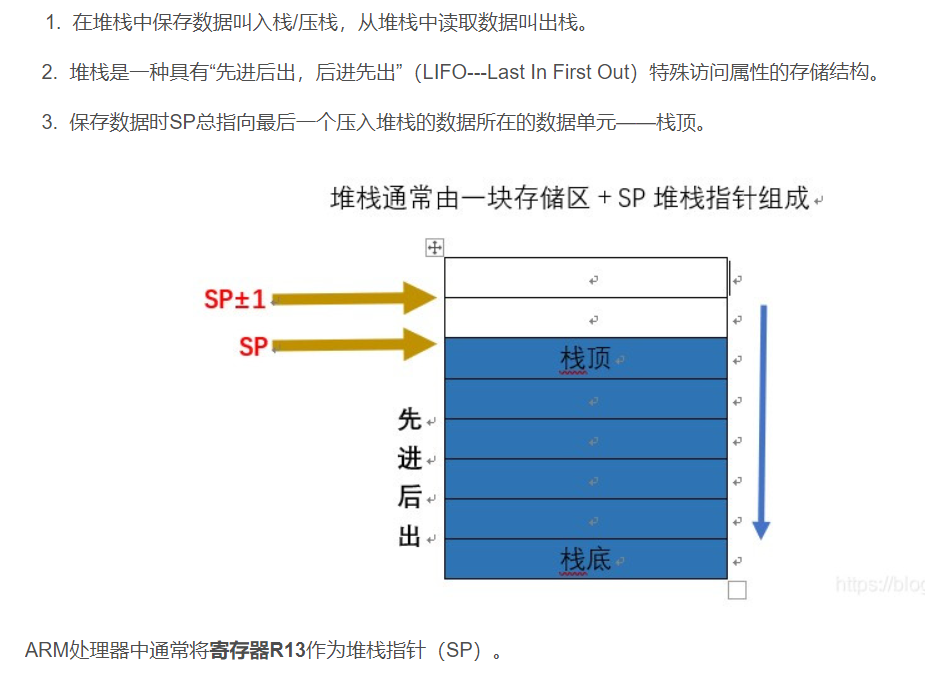 1. 在堆栈中保存数据叫入栈/压栈，从堆栈中读取数据叫出栈。
2. 堆栈是一种具有“先进后出，后进先出”（LIFO---Last In First Out）特殊访问属性的存储结构。
3. 保存数据时SP总指向最后一个压入堆栈的数据所在的数据单元——栈顶。
堆栈通常由一块存储区 + SP 堆栈指针组成
SP±1
SP
栈顶
先
进
后
出
栈底
https://blog
ARM处理器中通常将寄存器R13作为堆栈指针（SP）。